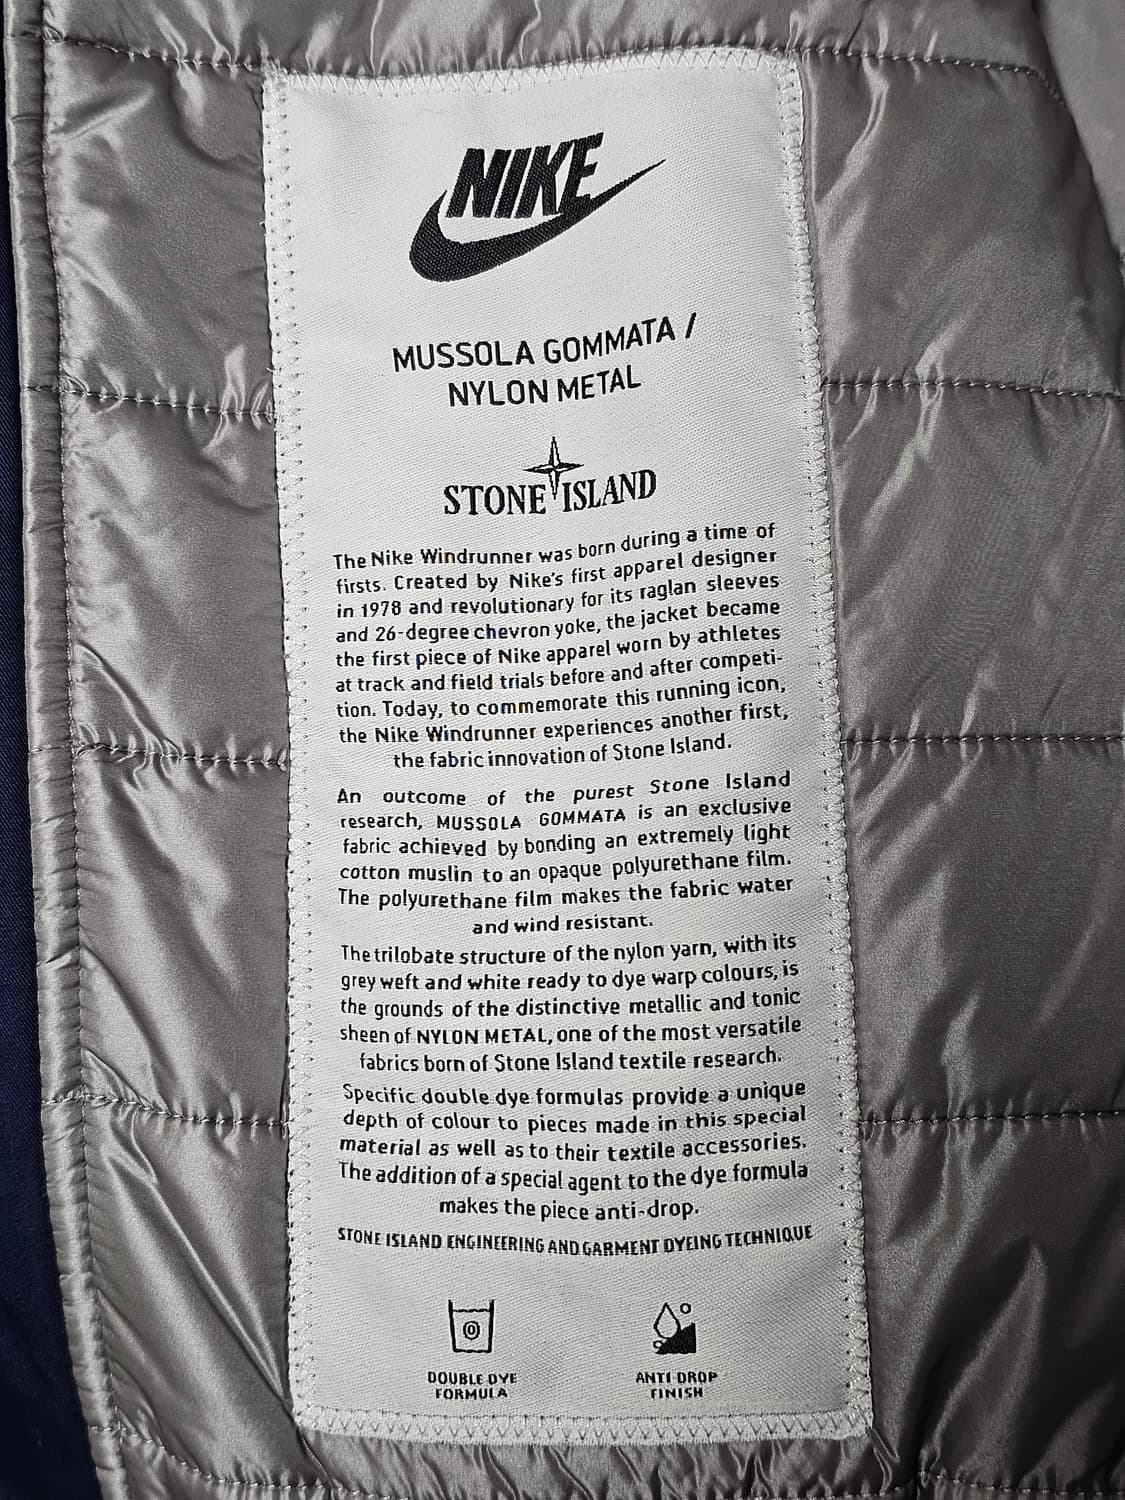 NIKE
MUSSOLA GOMMATA /
NYLON METAL
STONE ISLAND
The Nike Windrunner was born during a time of
firsts. Created by Nike's first apparel designer
in 1978 and revolutionary for its raglan sleeves
and 26-degree chevron yoke, the jacket became
the first piece of Nike apparel worn by athletes
at track and field trials before and after competi-
tion. Today, to commemorate this running icon,
the Nike Windrunner experiences another first,
the fabric innovation of Stone Island.
An outcome of the purest Stone Island
research, MUSSOLA GOMMATA is an exclusive
fabric achieved by bonding an extremely light
cotton muslin to an opaque polyurethane film.
The polyurethane film makes the fabric water
and wind resistant.
The trilobate structure of the nylon yarn, with its
grey weft and white ready to dye warp colours, is
the grounds of the distinctive metallic and tonic
sheen of NYLON METAL, one of the most versatile
fabrics born of Stone Island textile research.
Specific double dye formulas provide a unique
depth of colour to pieces made in this special
material as well as to their textile accessories.
The addition of a special agent to the dye formula
makes the piece anti-drop.
STONE ISLAND ENGINEERING AND GARMENT DYEING TECHNIQUE
DOUBLE DYE
FORMULA
ANTI DROP
FINISH